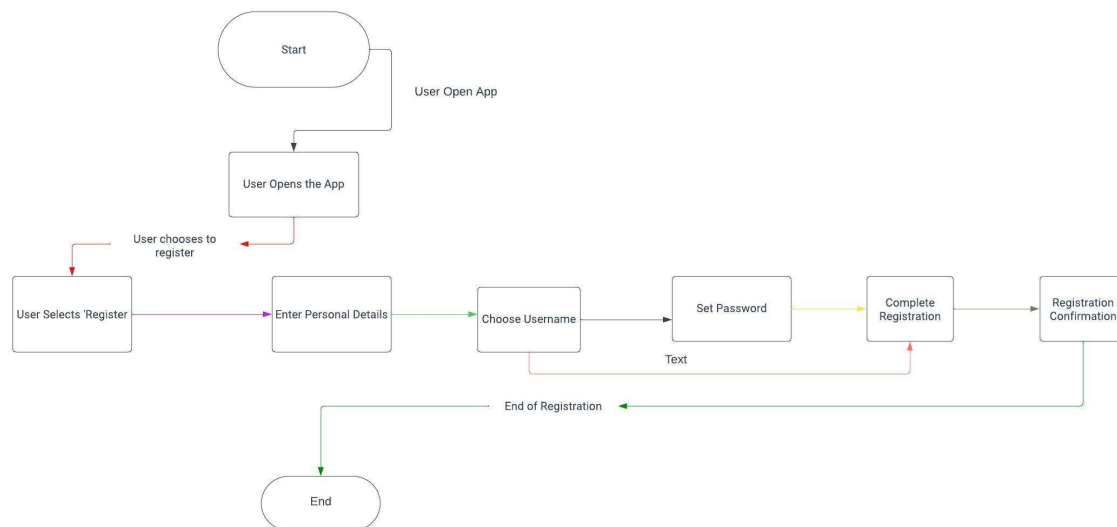 Start
User Open App
User Opens the App
User chooses to
register
User Selects 'Register
Enter Personal Details
Choose Username
Set Password
Complete
Registration
Registration
Confirmation
Text
End of Registration
End